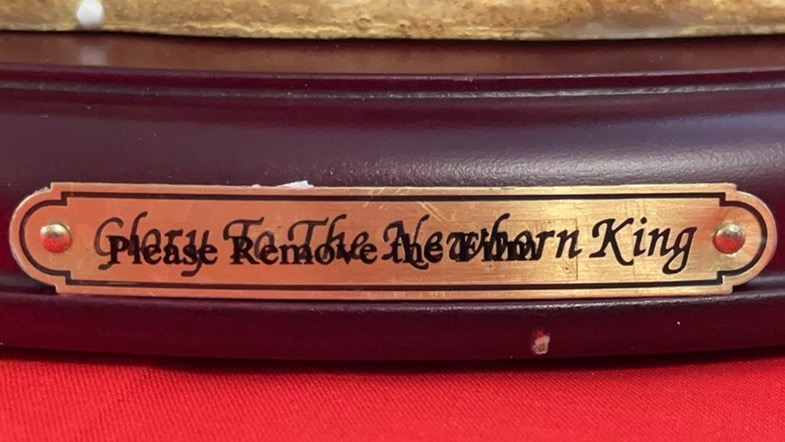 Glory To The Newborn King
Please Remove the Film